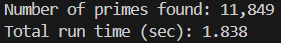 Number of primes found: 11,849
Total run time (sec): 1.838